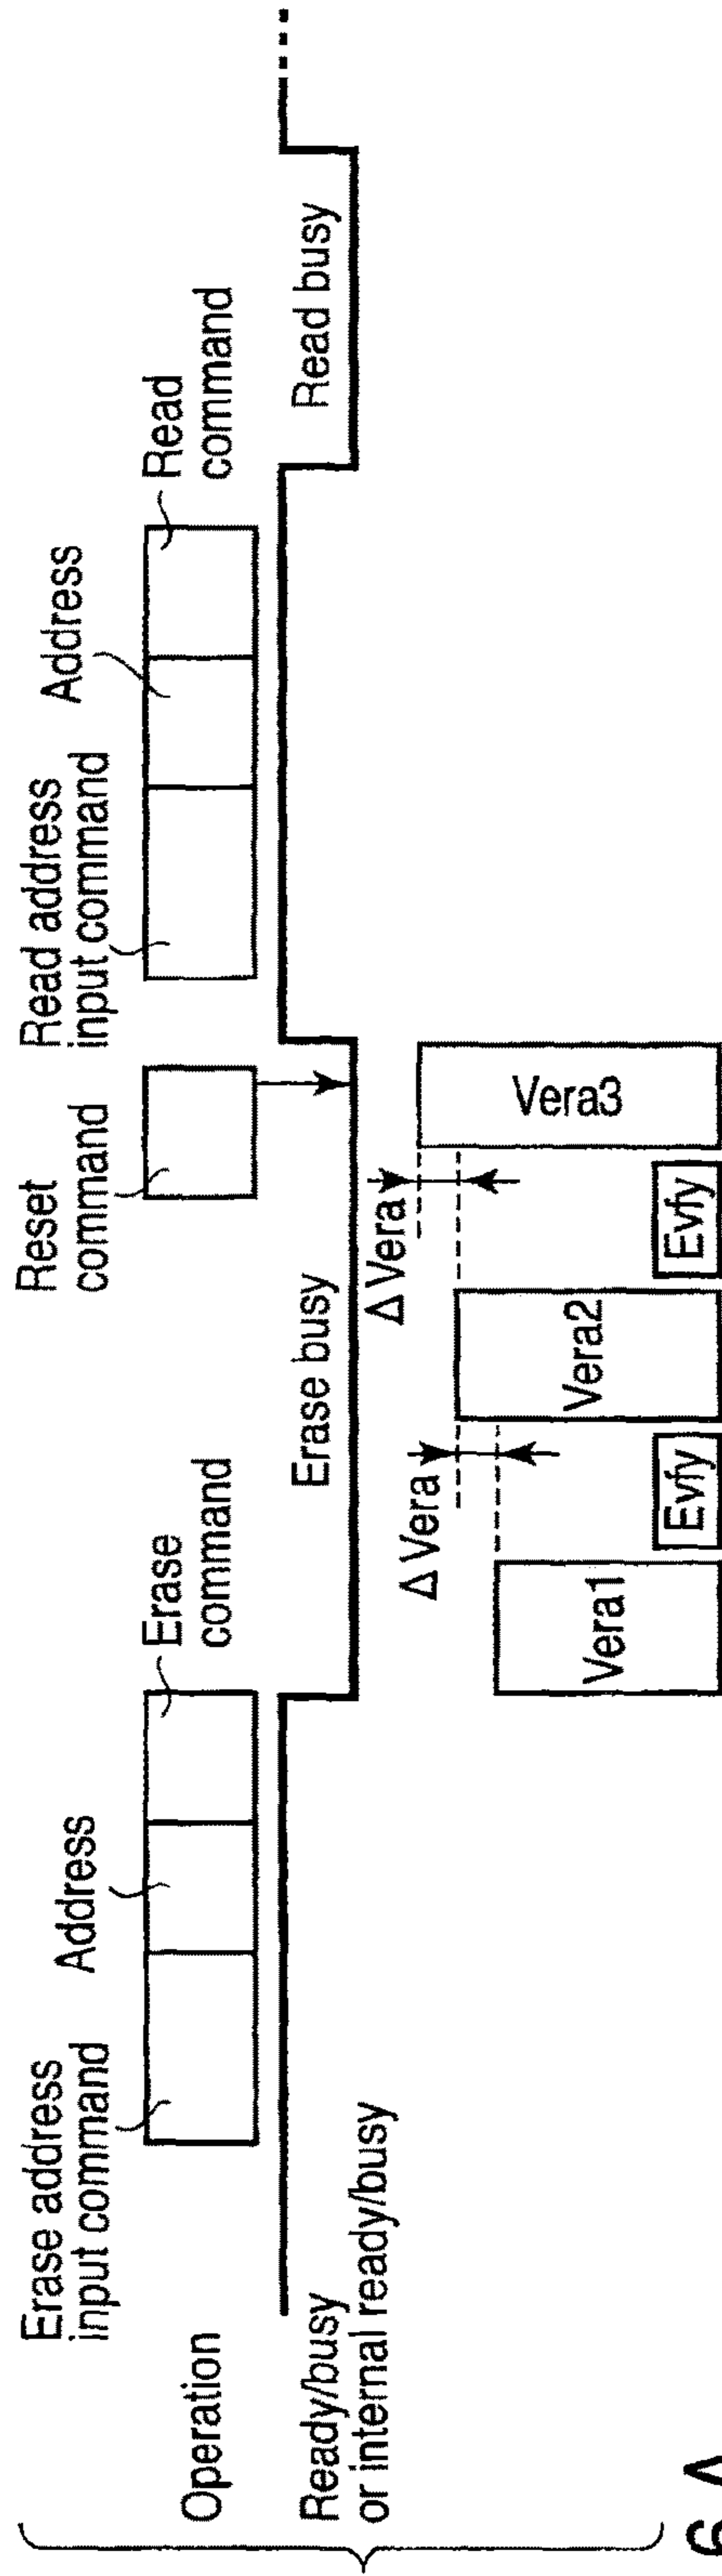 Operation
Erase address
input command
Address
Erase
command
Reset
command
Read address
input command
Address
Read
command
Ready/busy
or internal ready/busy
Erase busy
Read busy
Vera1
Δ Vera
Evfy
Vera2
Δ Vera
Evfy
Vera3